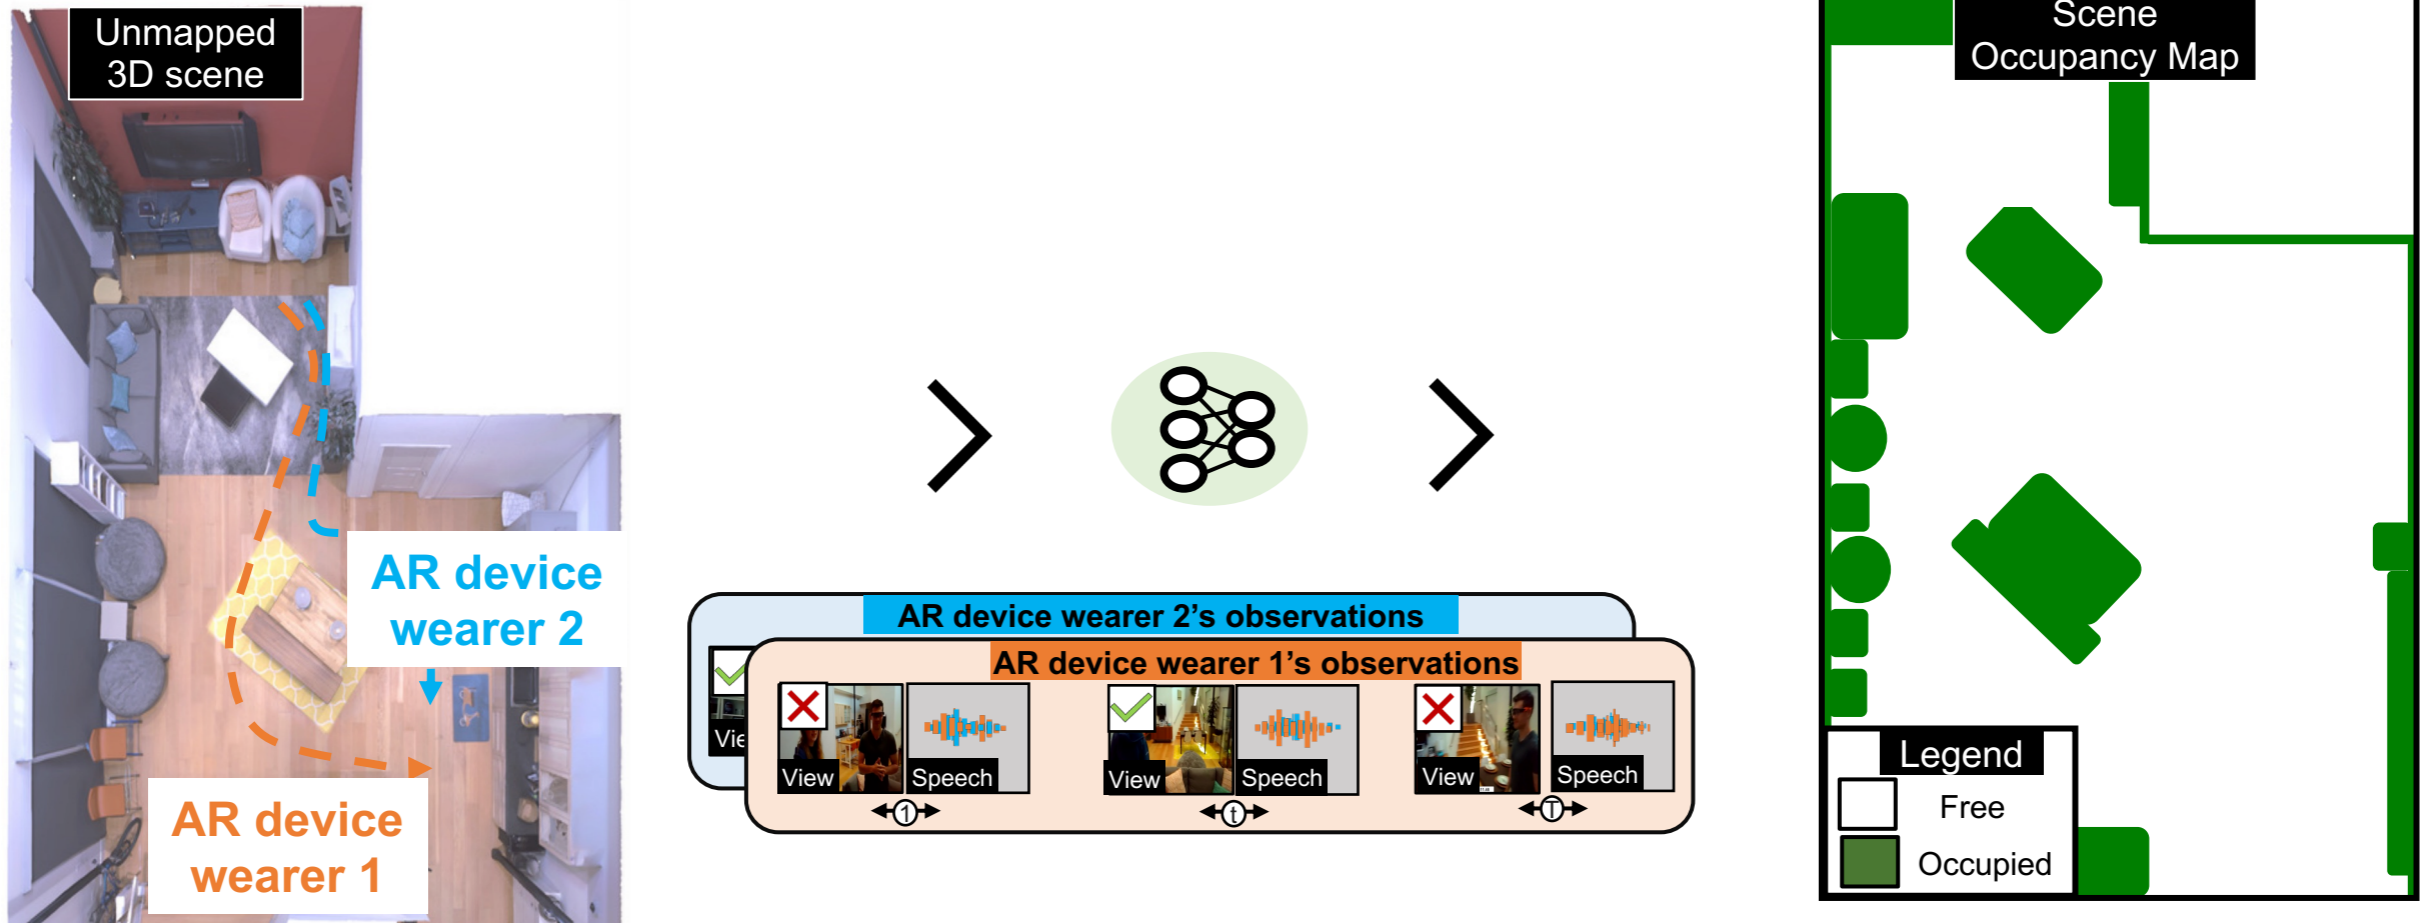 Unmapped
3D scene
AR device
wearer 2
AR device
wearer 1
AR device wearer 2's observations
Vie
AR device wearer 1's observations
View
Speech
View
Speech
View
Speech
1
t
T
Scene
Occupancy Map
Legend
Free
Occupied